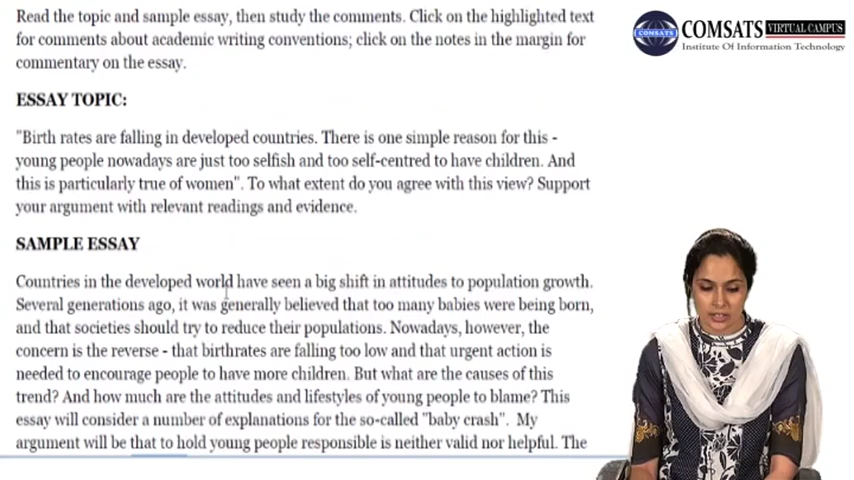 Read the topic and sample essay, then study the comments. Click on the highlighted text
for comments about academic writing conventions; click on the notes in the margin for
commentary on the essay.
ESSAY TOPIC:
"Birth rates are falling in developed countries. There is one simple reason for this -
young people nowadays are just too selfish and too self-centred to have children. And
this is particularly true of women". To what extent do you agree with this view? Support
your argument with relevant readings and evidence.
SAMPLE ESSAY
Countries in the developed world have seen a big shift in attitudes to population growth.
Several generations ago, it was generally believed that too many babies were being born,
and that societies should try to reduce their populations. Nowadays, however, the
concern is the reverse - that birthrates are falling too low and that urgent action is
needed to encourage people to have more children. But what are the causes of this
trend? And how much are the attitudes and lifestyles of young people to blame? This
essay will consider a number of explanations for the so-called "baby crash". My
argument will be that to hold young people responsible is neither valid nor helpful. The
COMSATS
COMSATS VIRTUAL CAMPUS
Institute Of Information Technology